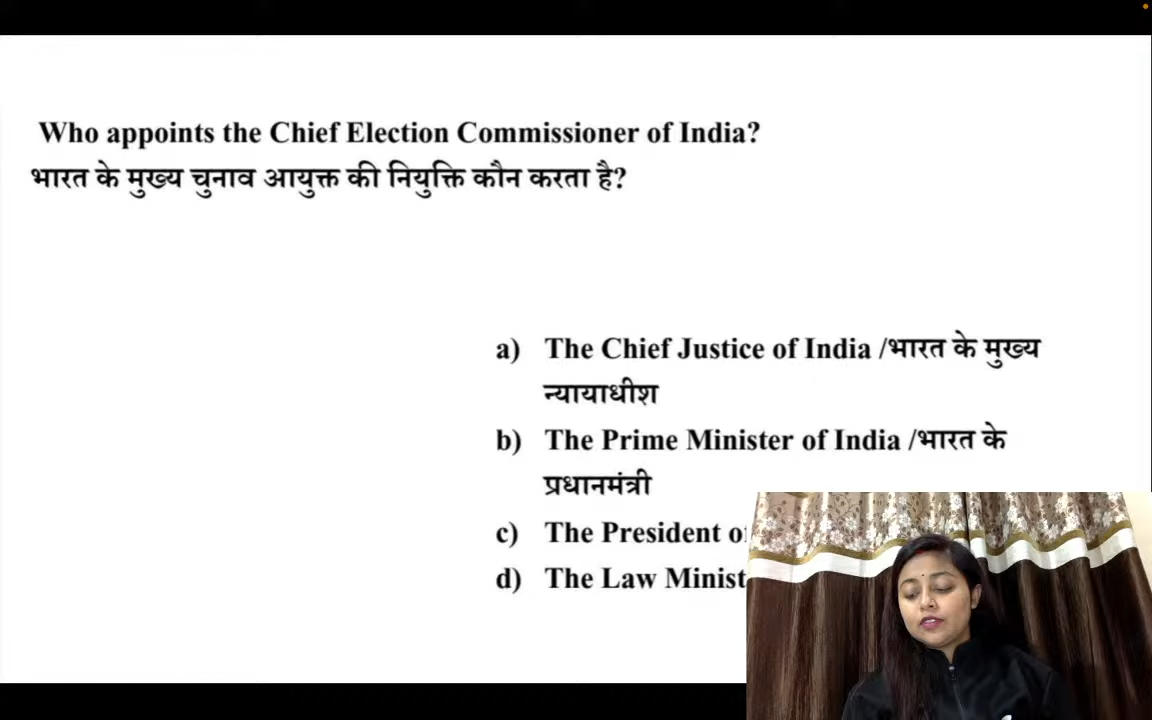 Who appoints the Chief Election Commissioner of India?
भारत के मुख्य चुनाव आयुक्त की नियुक्ति कौन करता है?
a) The Chief Justice of India /भारत के मुख्य
न्यायाधीश
b) The Prime Minister of India /भारत के
प्रधानमंत्री
c) The President
d) The Law